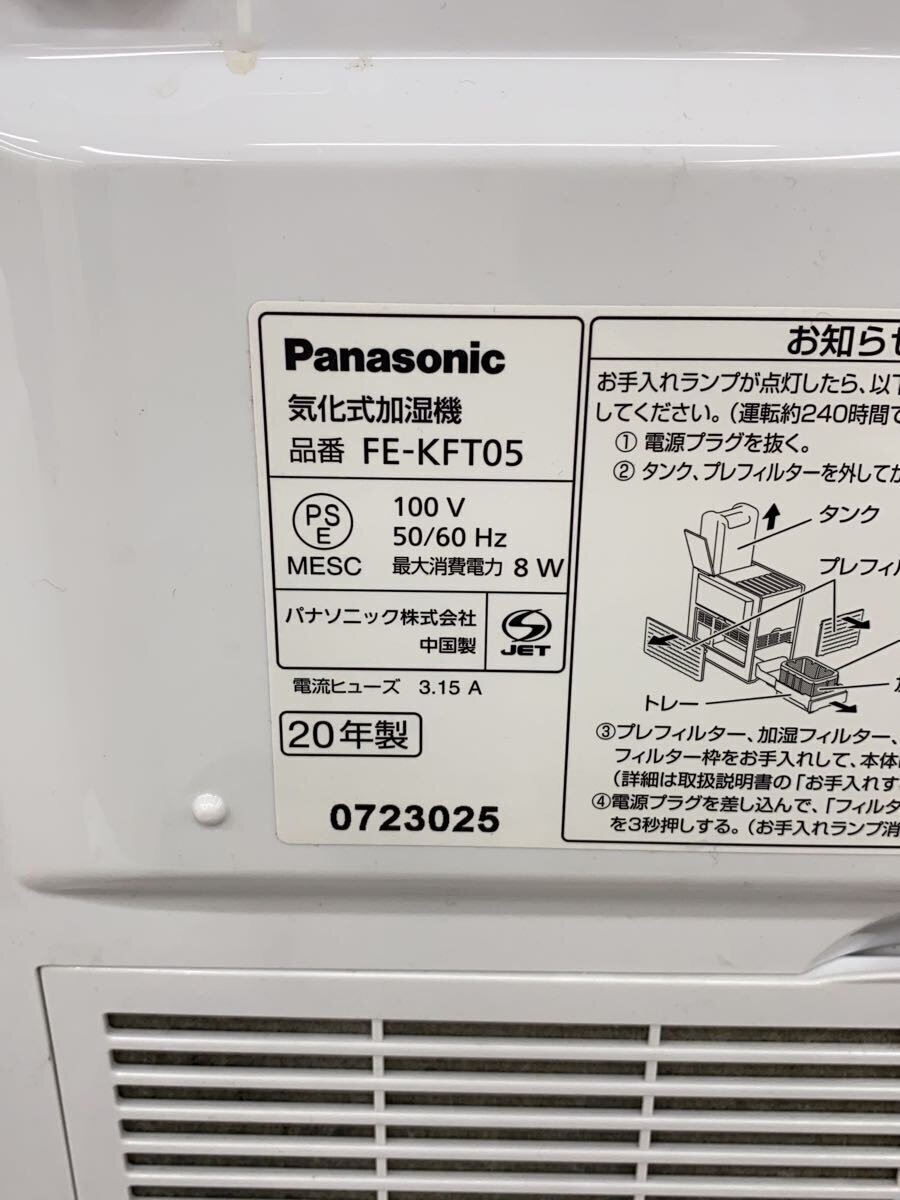 Panasonic
気化式加湿機
品番 FE-KFT05
PS
E
MESC
100 V
50/60 Hz
最大消費電力 8 W
パナソニック株式会社
中国製
JET
電流ヒューズ 3.15 A
20年製
0723025
お知らせ
お手入れランプが点灯したら、以下
してください。(運転約240時間で
① 電源プラグを抜く。
② タンク、プレフィルターを外してか
タンク
プレフィル
トレー
③プレフィルター、加湿フィルター、
フィルター枠をお手入れして、本体に
(詳細は取扱説明書の「お手入れす
④電源プラグを差し込んで、「フィルタ
を3秒押しする。(お手入れランプ消